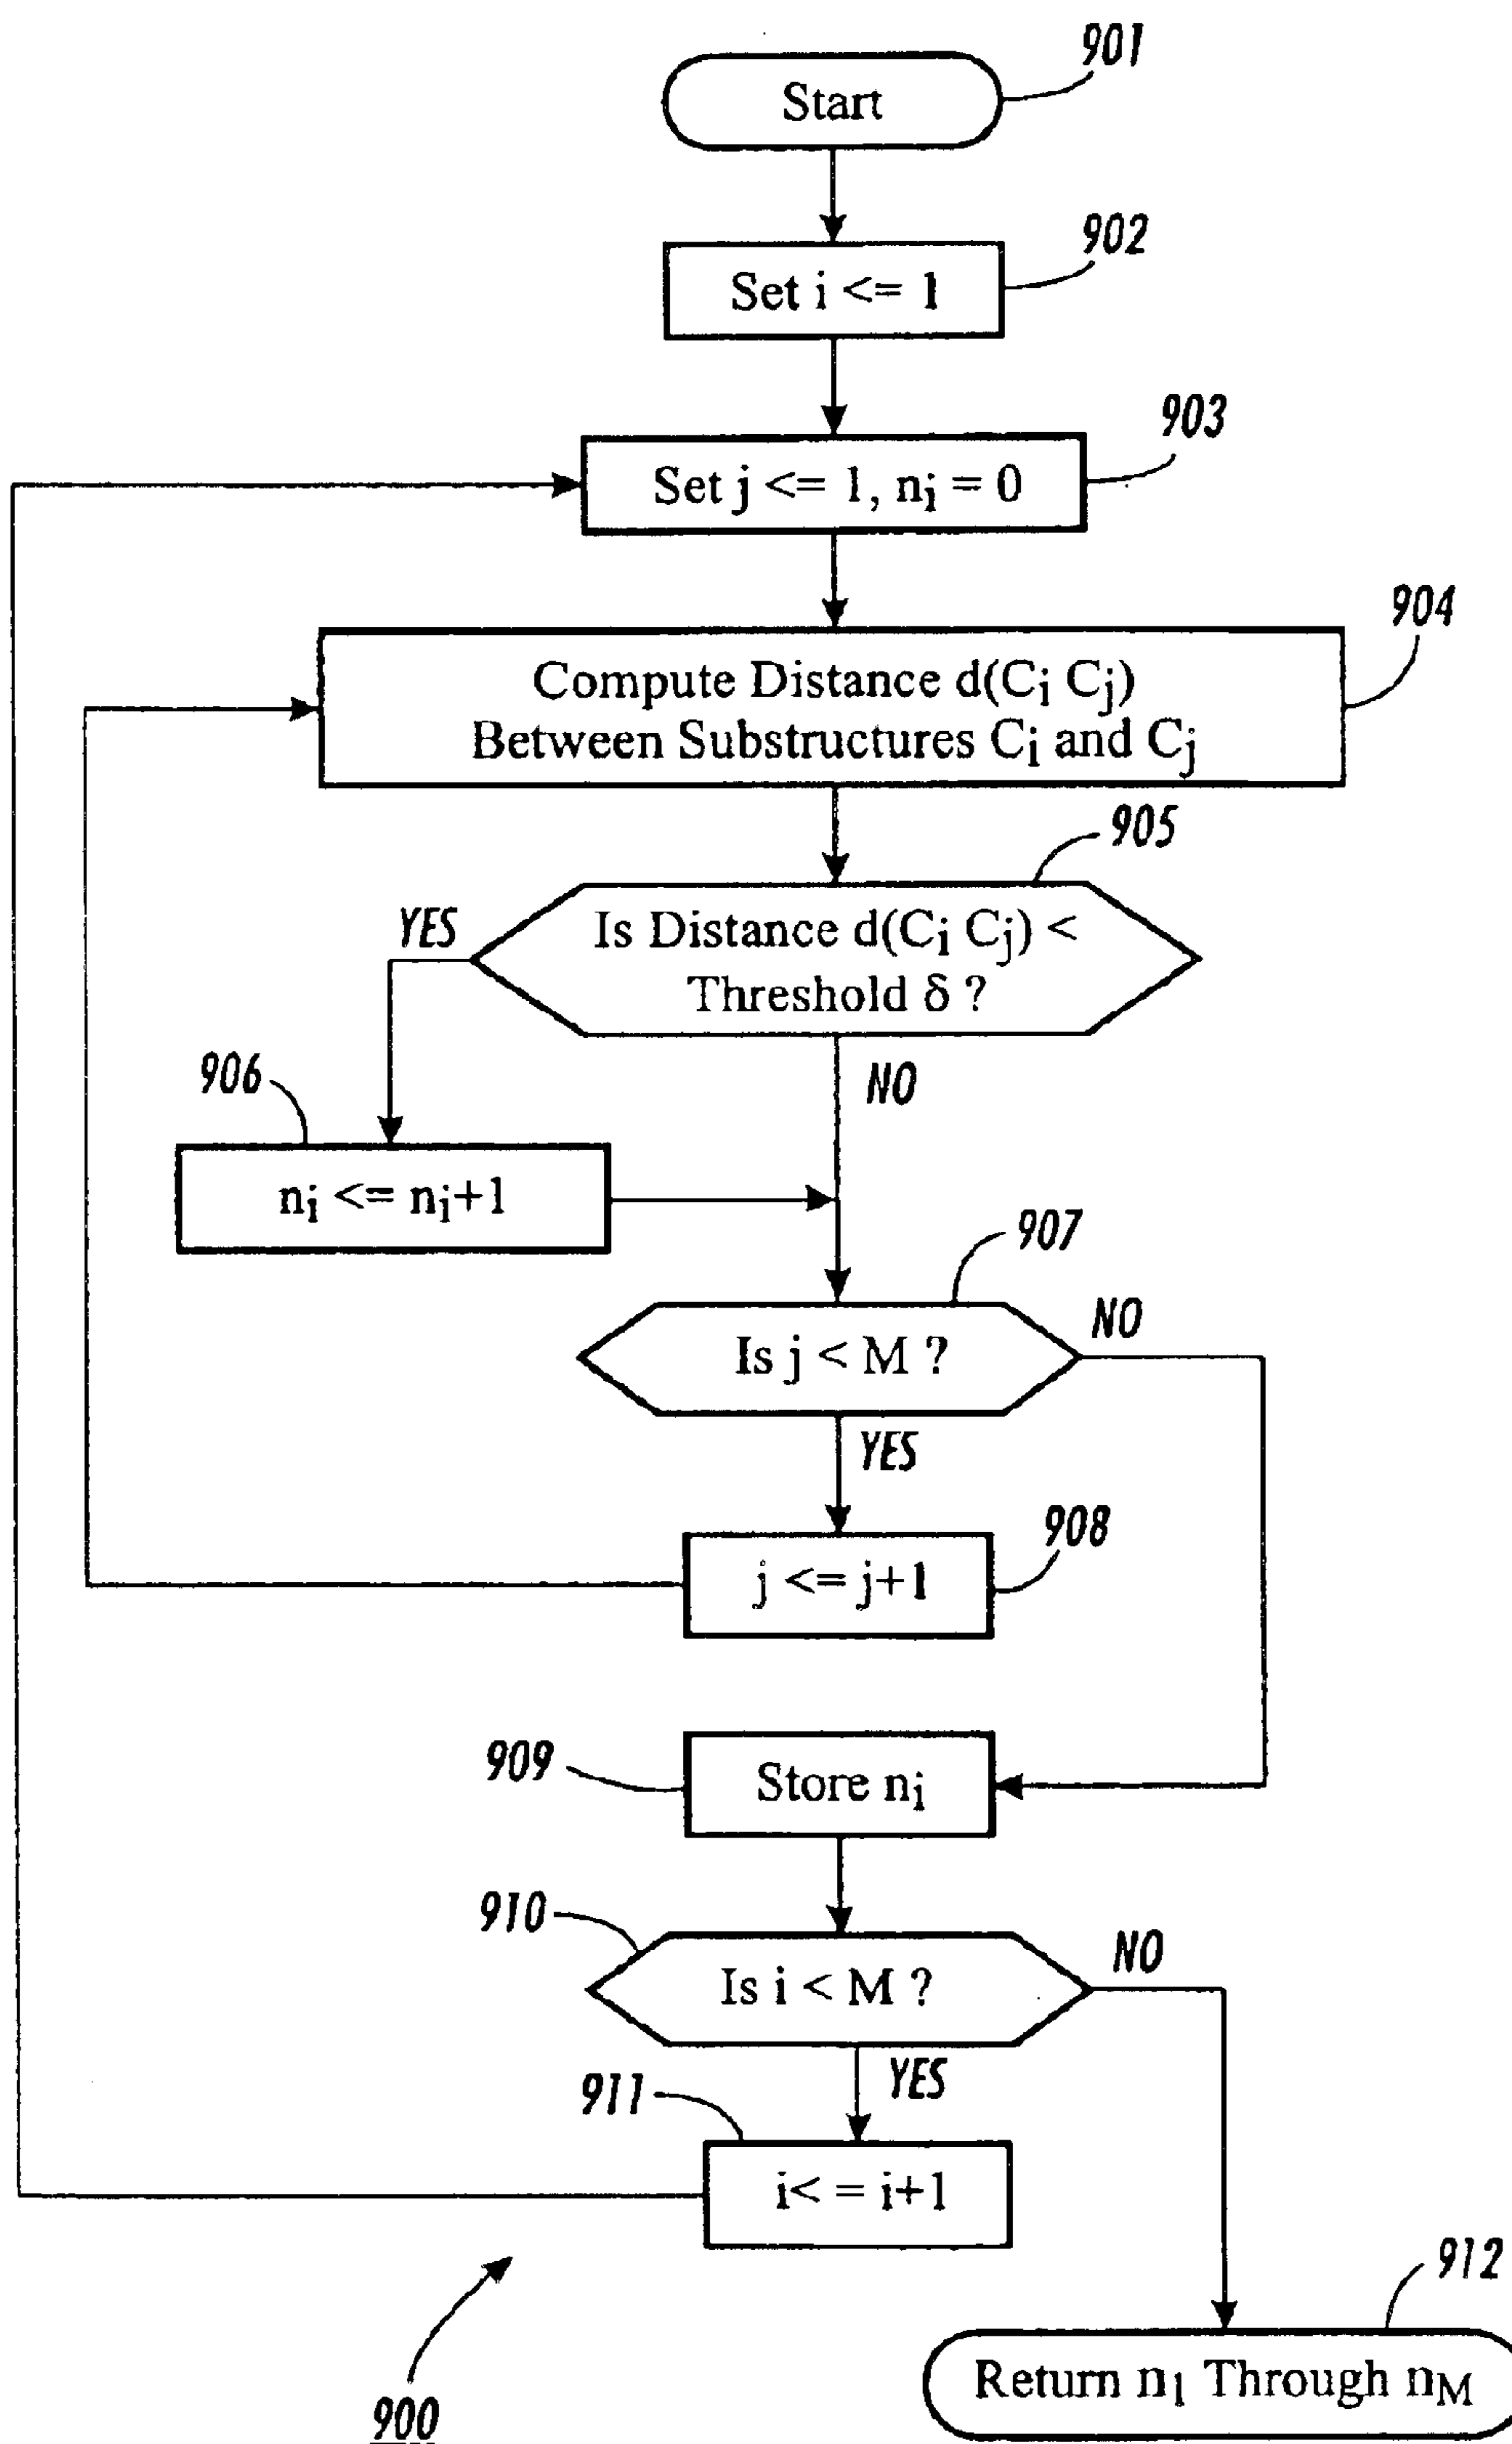 901
Start
902
Set i <= 1
903
Set j <= 1, ni = 0
904
Compute Distance d(Ci Cj)
Between Substructures Ci and Cj
905
YES
Is Distance d(Ci Cj) <
Threshold δ ?
906
NO
ni <= ni+1
907
NO
Is j < M ?
YES
908
j <= j+1
909
Store ni
910
NO
Is i < M ?
YES
911
i< = i+1
912
Return n1 Through nM
900